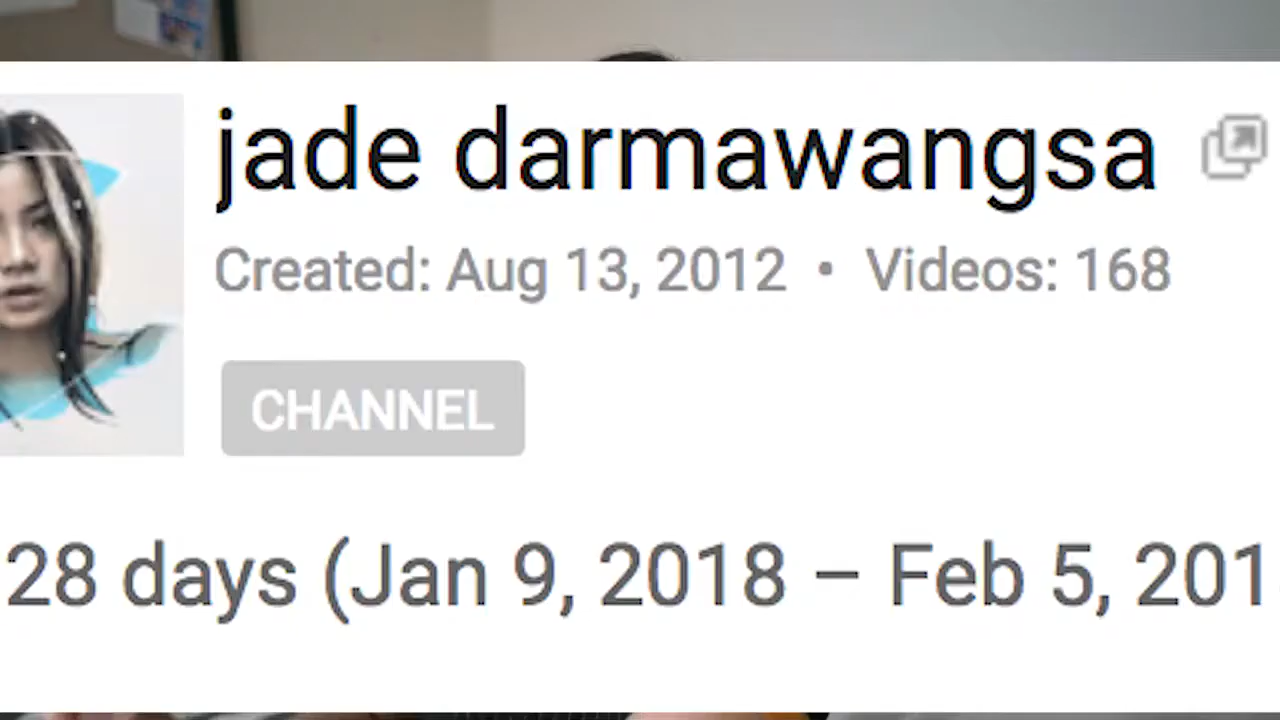 jade darmawangsa
Created: Aug 13, 2012 • Videos: 168
CHANNEL
28 days (Jan 9, 2018 – Feb 5, 201